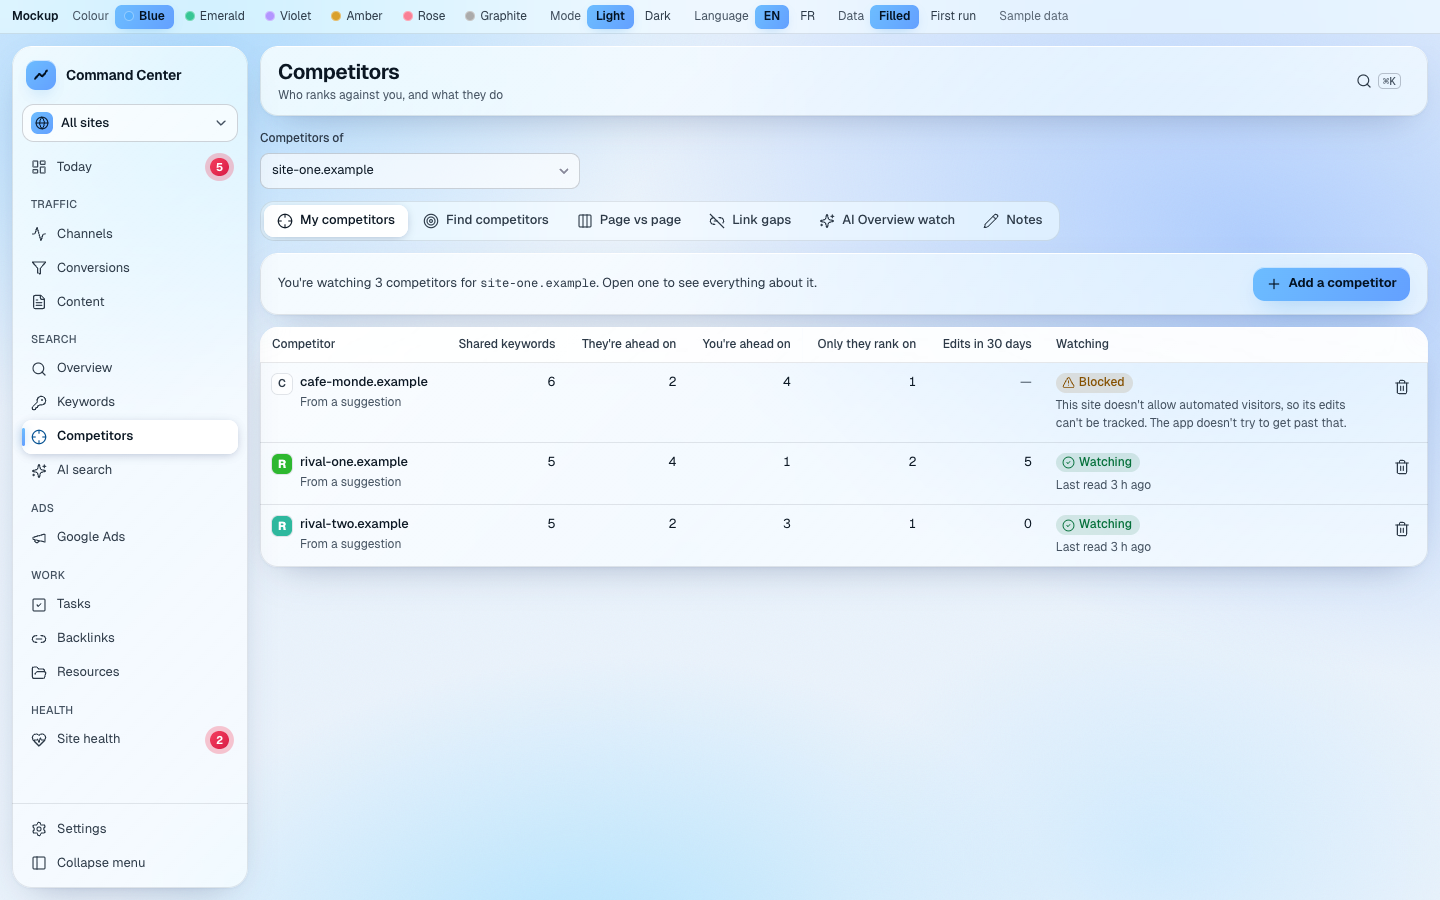 Mockup Colour Blue Emerald Violet Amber Rose Graphite Mode Light Dark Language EN FR Data Filled First run Sample data
Command Center
All sites
Today 5
TRAFFIC
Channels
Conversions
Content
SEARCH
Overview
Keywords
Competitors
AI search
ADS
Google Ads
WORK
Tasks
Backlinks
Resources
HEALTH
Site health 2
Settings
Collapse menu
Competitors
Who ranks against you, and what they do
⌘K
Competitors of
site-one.example
My competitors Find competitors Page vs page Link gaps AI Overview watch Notes
You're watching 3 competitors for site-one.example. Open one to see everything about it.
Add a competitor
Competitor Shared keywords They're ahead on You're ahead on Only they rank on Edits in 30 days Watching
C cafe-monde.example 6 2 4 1 — Blocked
From a suggestion
This site doesn't allow automated visitors, so its edits
can't be tracked. The app doesn't try to get past that.
R rival-one.example 5 4 1 2 5 Watching
From a suggestion Last read 3 h ago
R rival-two.example 5 2 3 1 0 Watching
From a suggestion Last read 3 h ago